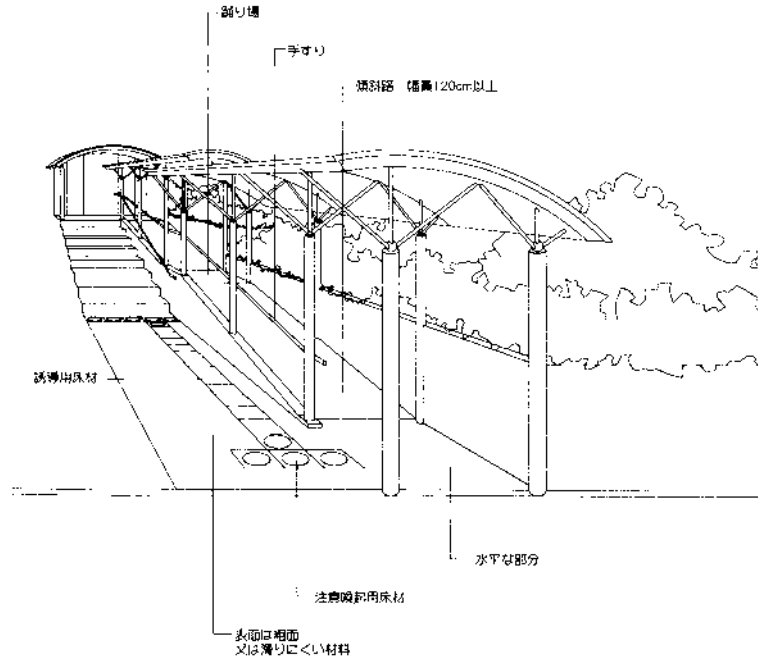 踊り場
手すり
傾斜路 幅員120cm以上
誘導用床材
水平な部分
注意喚起用床材
表面は粗面
又は滑りにくい材料